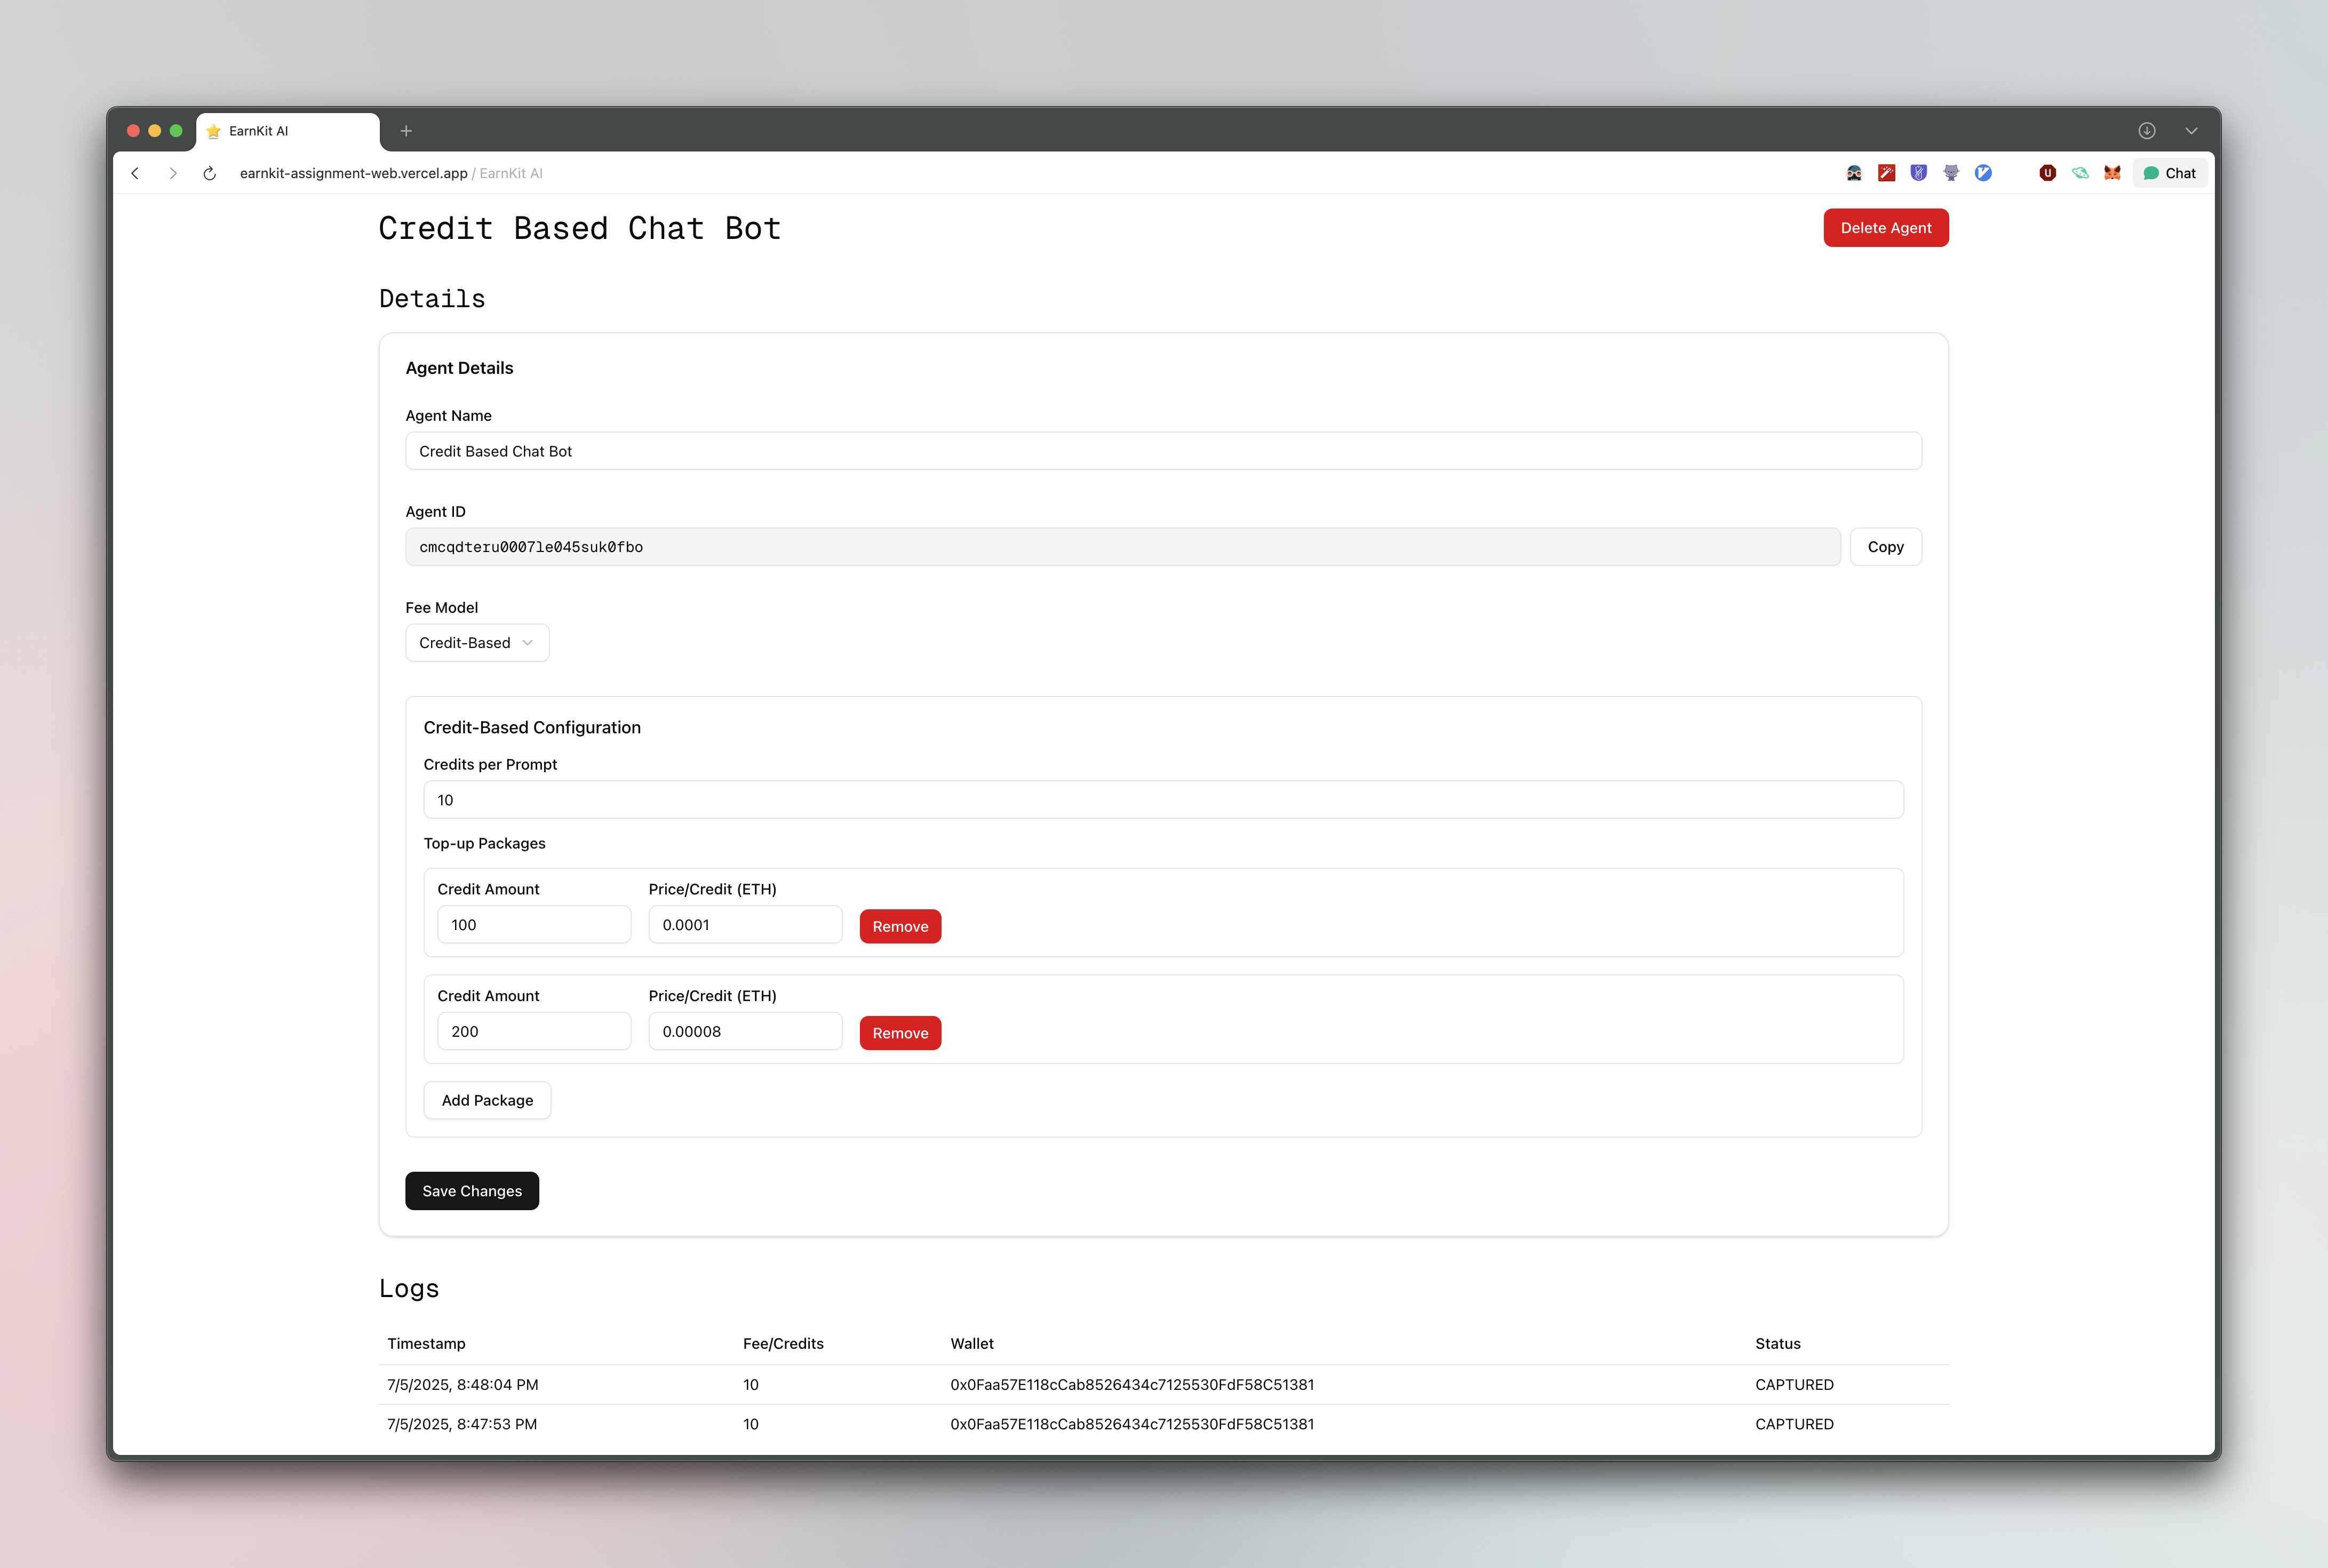 EarnKit AI
earnkit-assignment-web.vercel.app / EarnKit AI
Chat
Credit Based Chat Bot
Delete Agent
Details
Agent Details
Agent Name
Credit Based Chat Bot
Agent ID
cmcqdteru0007le045suk0fbo
Copy
Fee Model
Credit-Based
Credit-Based Configuration
Credits per Prompt
10
Top-up Packages
Credit Amount Price/Credit (ETH)
100 0.0001 Remove
Credit Amount Price/Credit (ETH)
200 0.00008 Remove
Add Package
Save Changes
Logs
Timestamp Fee/Credits Wallet Status
7/5/2025, 8:48:04 PM 10 0x0Faa57E118cCab8526434c7125530FdF58C51381 CAPTURED
7/5/2025, 8:47:53 PM 10 0x0Faa57E118cCab8526434c7125530FdF58C51381 CAPTURED